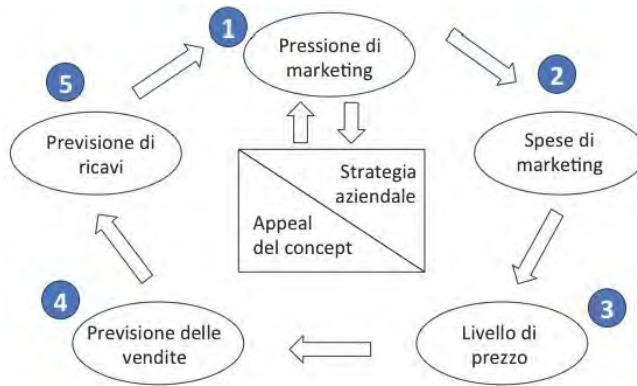 1
Pressione di
marketing
2
Spese di
marketing
3
Livello di
prezzo
4
Previsione delle
vendite
5
Previsione di
ricavi
Strategia
aziendale
Appeal
del concept